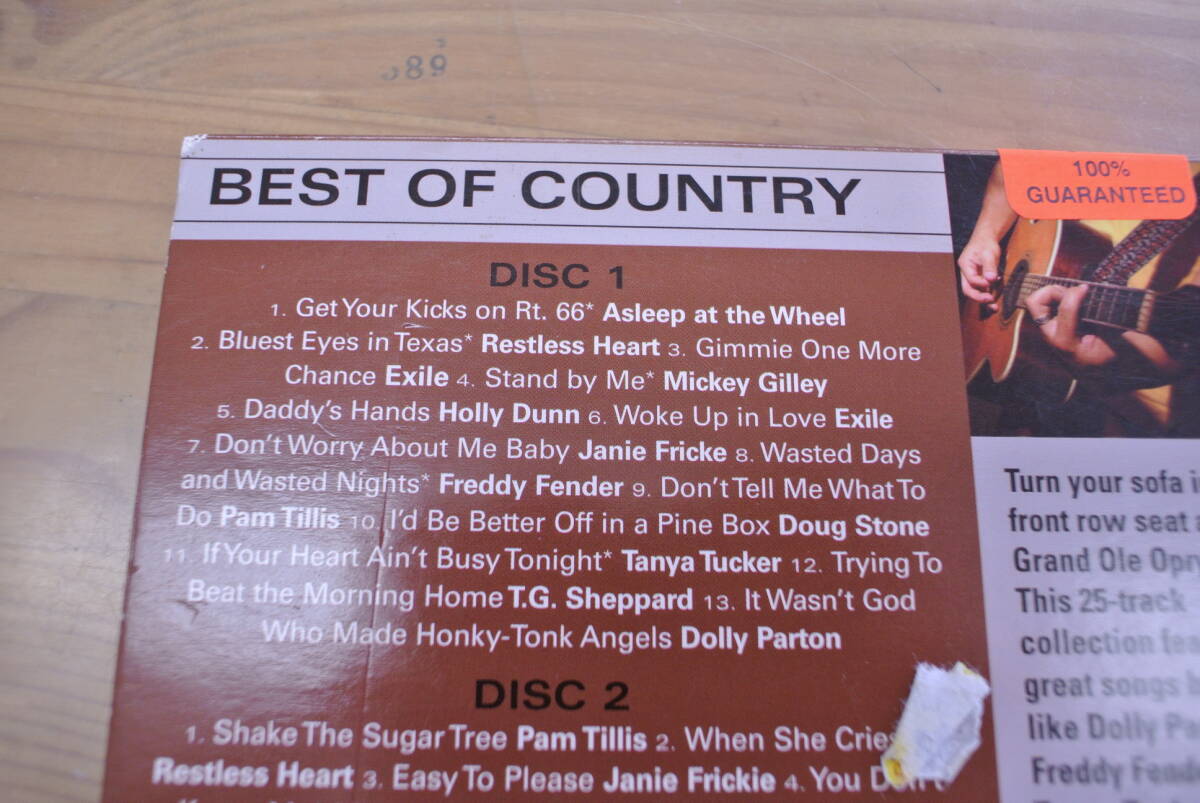 389
BEST OF COUNTRY
100%
GUARANTEED
DISC 1
1. Get Your Kicks on Rt. 66* Asleep at the Wheel
2. Bluest Eyes in Texas* Restless Heart 3. Gimmie One More
Chance Exile 4. Stand by Me* Mickey Gilley
5. Daddy's Hands Holly Dunn 6. Woke Up in Love Exile
7. Don't Worry About Me Baby Janie Fricke 8. Wasted Days
and Wasted Nights* Freddy Fender 9. Don't Tell Me What To
Do Pam Tillis 10. I'd Be Better Off in a Pine Box Doug Stone
11. If Your Heart Ain't Busy Tonight* Tanya Tucker 12. Trying To
Beat the Morning Home T.G. Sheppard 13. It Wasn't God
Who Made Honky-Tonk Angels Dolly Parton
DISC 2
1. Shake The Sugar Tree Pam Tillis 2. When She Cries
Restless Heart 3. Easy To Please Janie Frickie 4. You Don't
Turn your sofa
front row seat
Grand Ole Opry
This 25-track
collection
great songs
like Dolly
Freddy